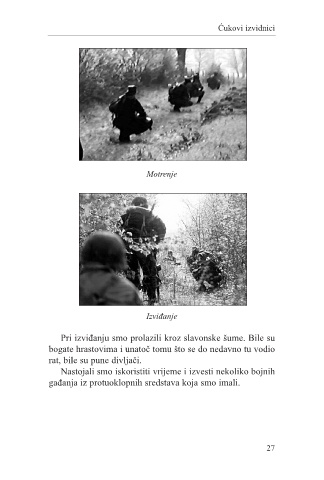 Ćukovi izvidnici
Motrenje
Izviđanje
Pri izviđanju smo prolazili kroz slavonske šume. Bile su
bogate hrastovima i unatoč tomu što se do nedavno tu vodio
rat, bile su pune divljači.
Nastojali smo iskoristiti vrijeme i izvesti nekoliko bojnih
gađanja iz protuoklopnih sredstava koja smo imali.
27